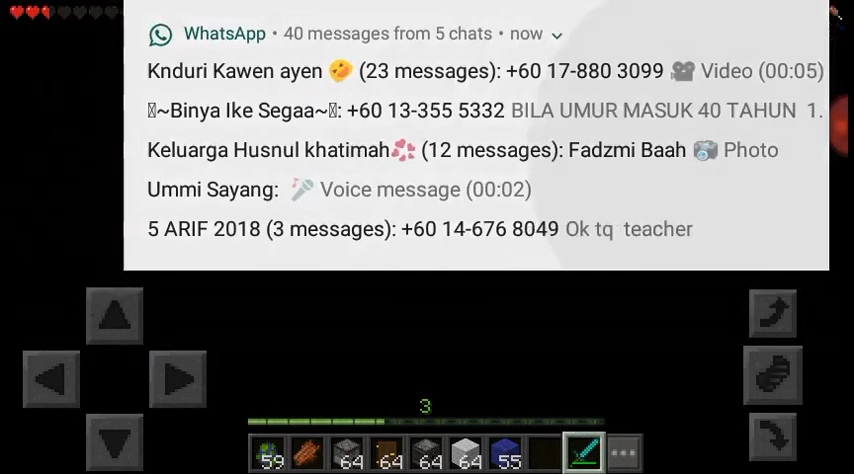 WhatsApp • 40 messages from 5 chats • now
Knduri Kawen ayen 🤣 (23 messages): +60 17-880 3099 🎥 Video (00:05)
~Binya Ike Segaa~: +60 13-355 5332 BILA UMUR MASUK 40 TAHUN 1.
Keluarga Husnul khatimah💞 (12 messages): Fadzmi Baah 📷 Photo
Ummi Sayang: 🎤 Voice message (00:02)
5 ARIF 2018 (3 messages): +60 14-676 8049 Ok tq teacher
3
59 64 64 64 64 55